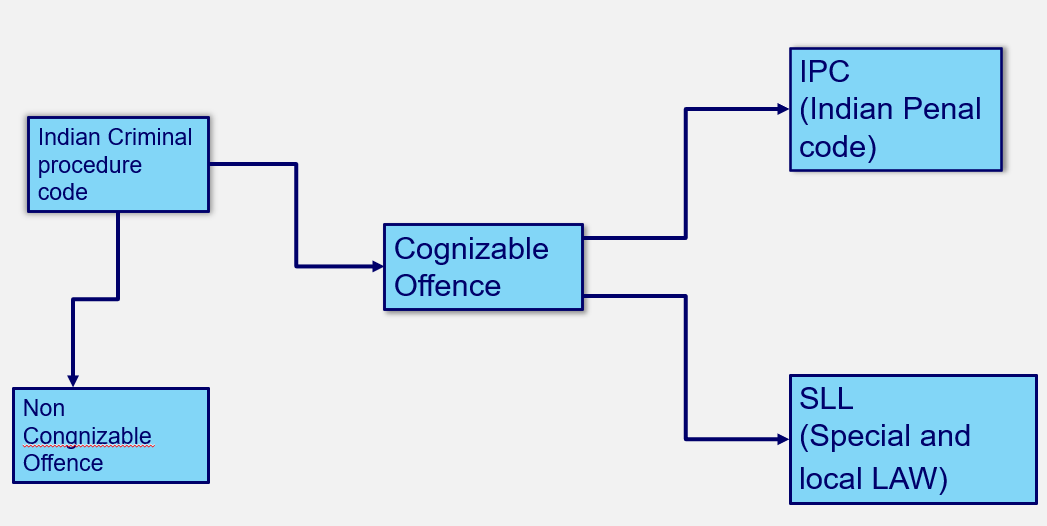 Indian Criminal
procedure
code
Non
Congnizable
Offence
Cognizable
Offence
IPC
(Indian Penal
code)
SLL
(Special and
local LAW)